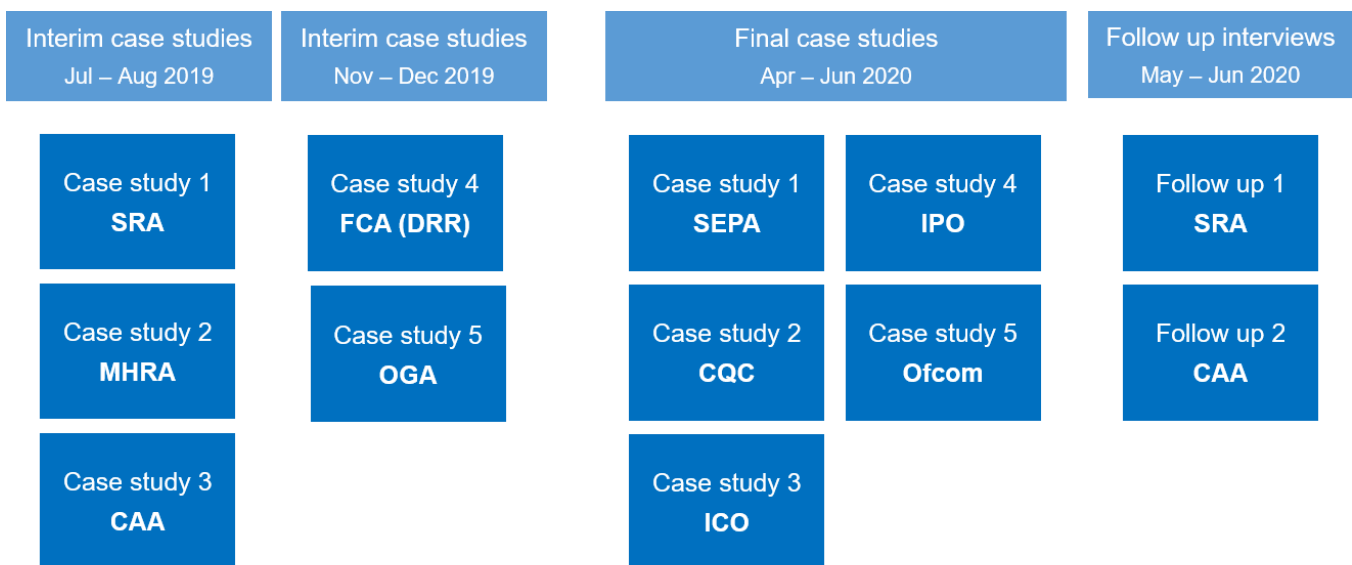 Interim case studies
Jul – Aug 2019
Interim case studies
Nov – Dec 2019
Final case studies
Apr – Jun 2020
Follow up interviews
May – Jun 2020
Case study 1
SRA
Case study 2
MHRA
Case study 3
CAA
Case study 4
FCA (DRR)
Case study 5
OGA
Case study 1
SEPA
Case study 2
CQC
Case study 3
ICO
Case study 4
IPO
Case study 5
Ofcom
Follow up 1
SRA
Follow up 2
CAA